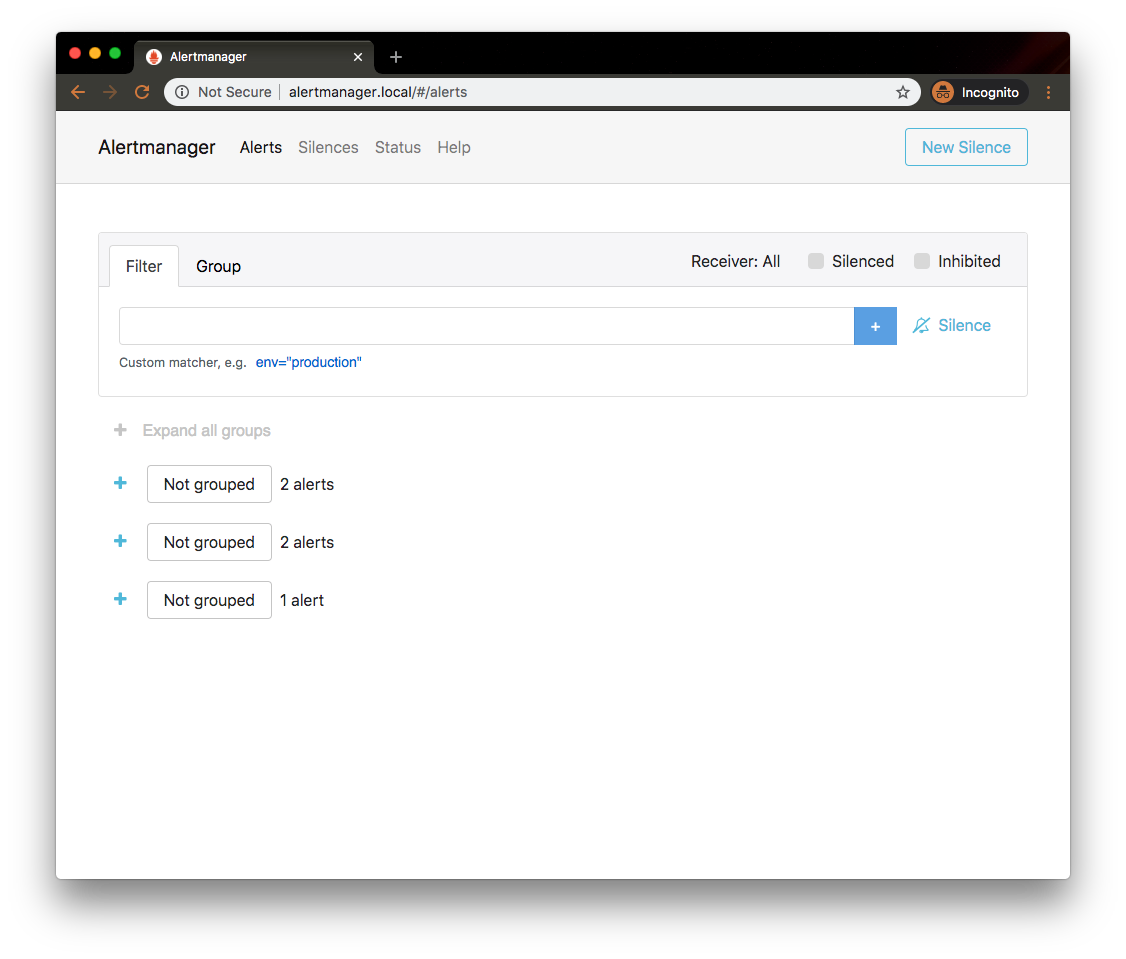 Alertmanager
Not Secure alertmanager.local/#/alerts Incognito
Alertmanager Alerts Silences Status Help New Silence
Filter Group Receiver: All Silenced Inhibited
+ Silence
Custom matcher, e.g. env="production"
+ Expand all groups
+ Not grouped 2 alerts
+ Not grouped 2 alerts
+ Not grouped 1 alert